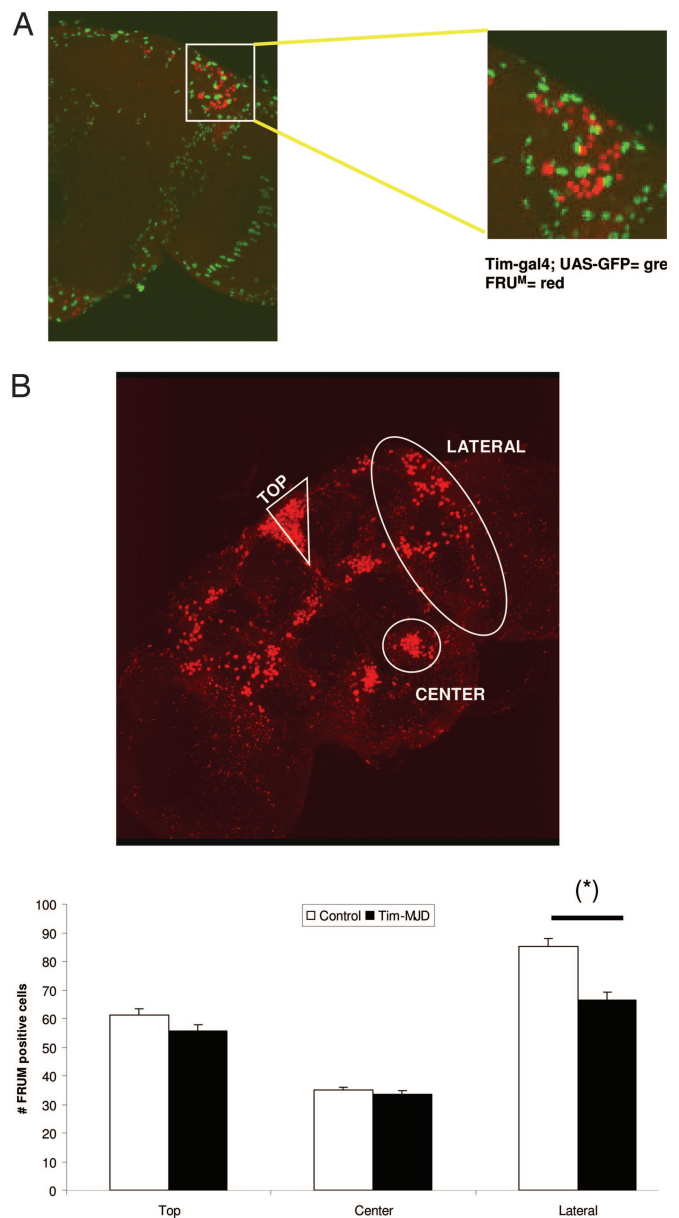 A
Tim-gal4; UAS-GFP= gre
FRUᴹ= red
B
LATERAL
TOP
CENTER
(*)
Control Tim-MJD
# FRUM positive cells
100
90
80
70
60
50
40
30
20
10
0
Top Center Lateral